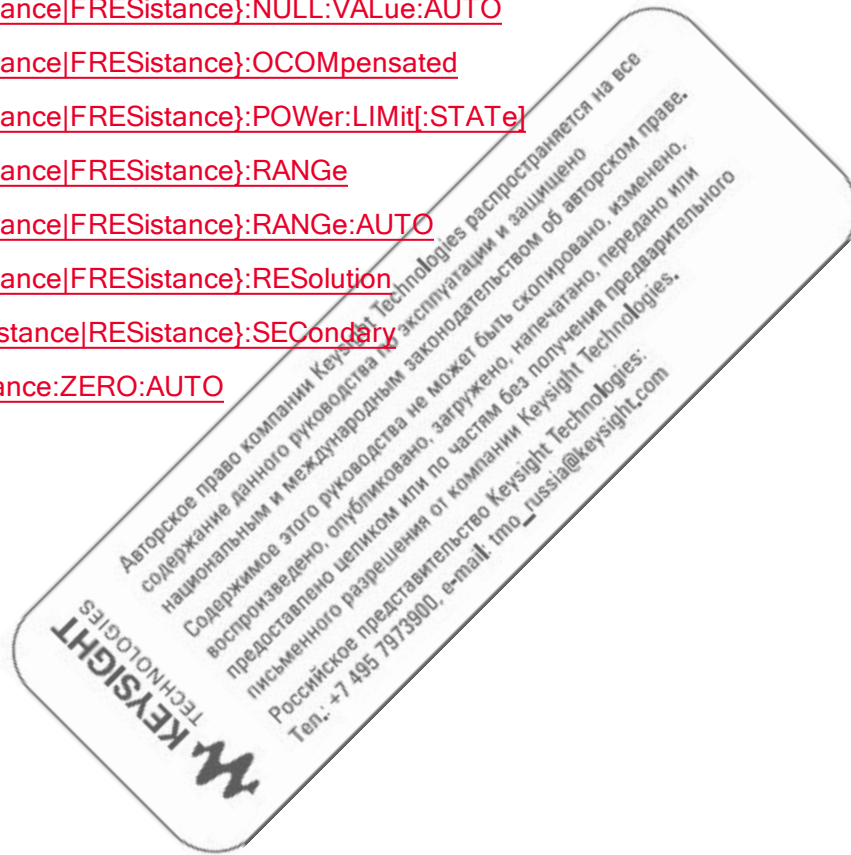 ance|FRESistance}:NULL:VALue:AUTO
ance|FRESistance}:OCOMpensated
ance|FRESistance}:POWer:LIMit[:STATe]
ance|FRESistance}:RANGe
ance|FRESistance}:RANGe:AUTO
ance|FRESistance}:RESolution
stance|RESistance}:SECondary
ance:ZERO:AUTO
KEYSIGHT
TECHNOLOGIES
Авторское право компании Keysight Technologies распространяется на все
содержание данного руководства по эксплуатации и защищено
национальным и международным законодательством об авторском праве.
Содержимое этого руководства не может быть скопировано, изменено,
воспроизведено, опубликовано, загружено, напечатано, передано или
предоставлено целиком или по частям без получения предварительного
письменного разрешения от компании Keysight Technologies.
Российское представительство Keysight Technologies:
Тел.: +7 495 7973900, e-mail: tmo_russia@keysight.com